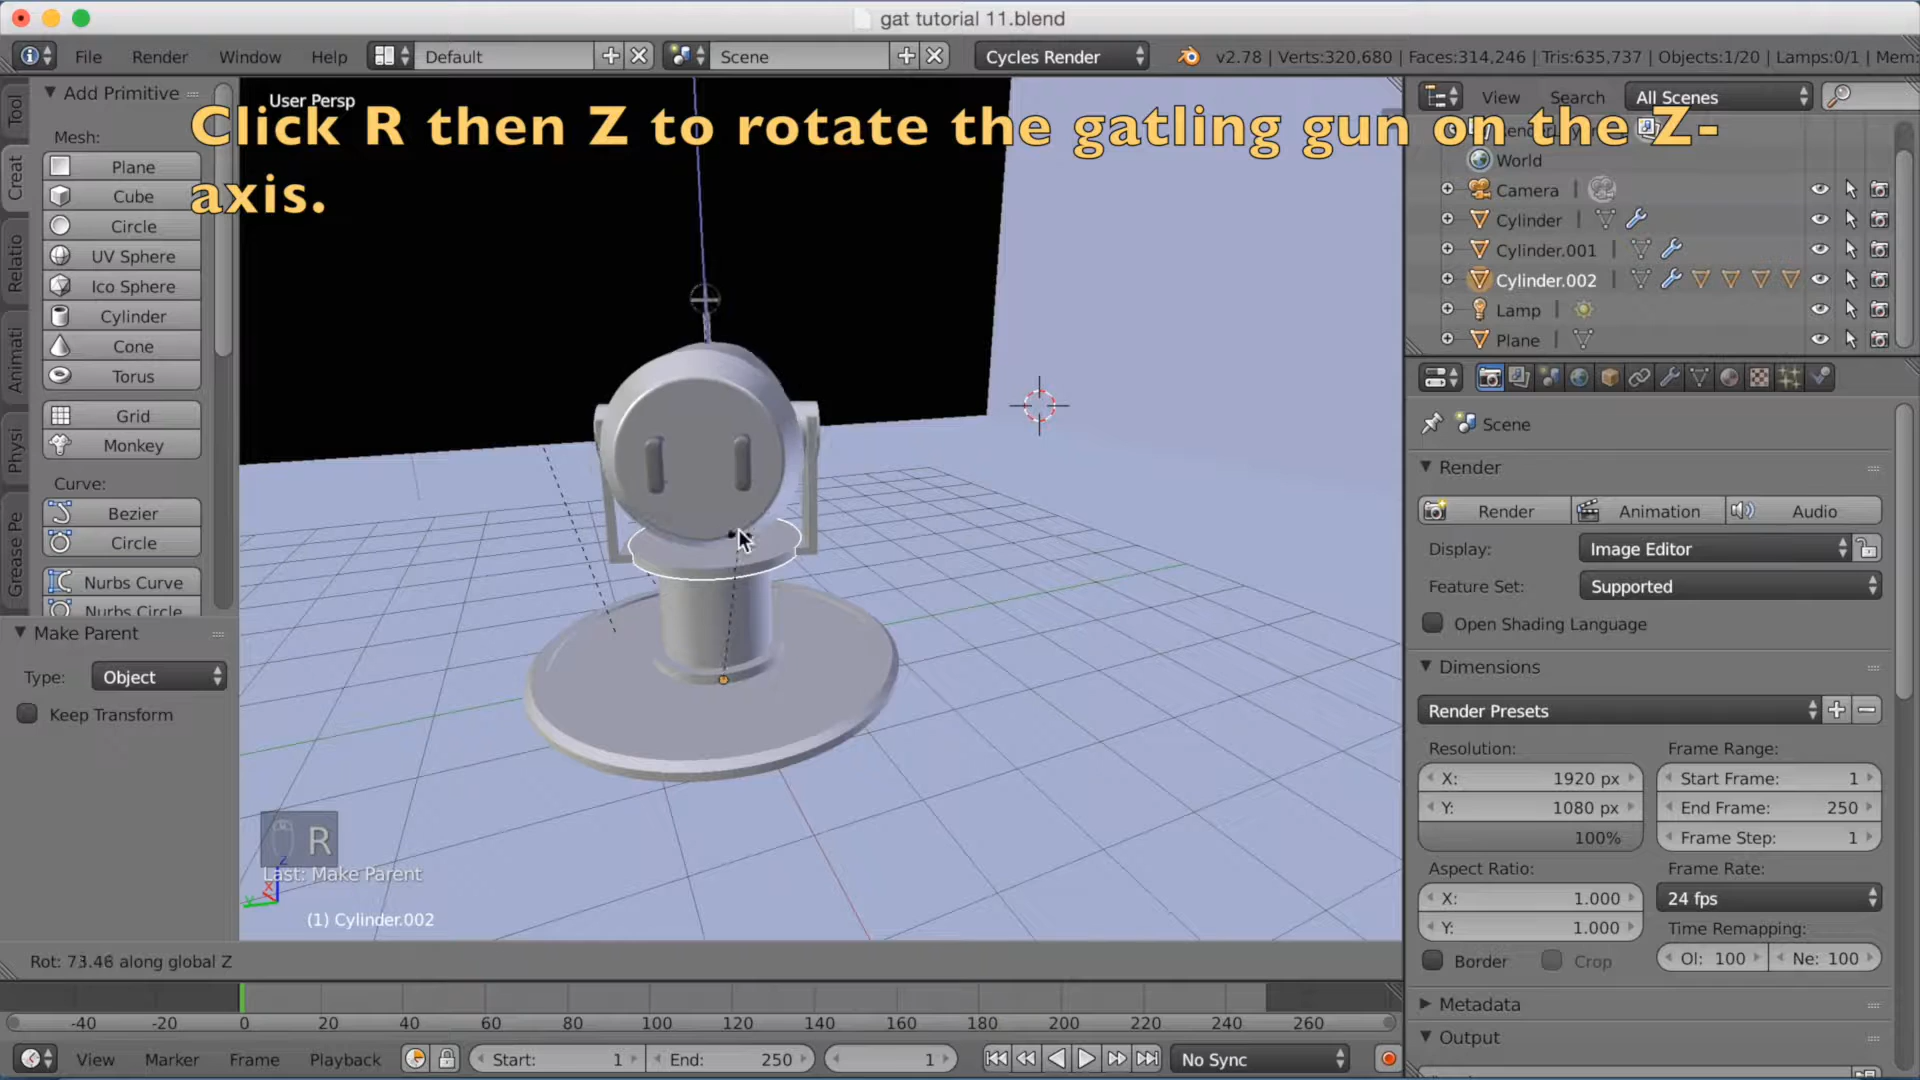 gat tutorial 11.blend
File Render Window Help Default Scene Cycles Render v2.78 | Verts:320,680 | Faces:314,246 | Tris:635,737 | Objects:1/20 | Lamps:0/1 | Mem:
User Persp
Click R then Z to rotate the gatling gun on the Z-
axis.
Tool
Creat
Relatio
Animati
Physi
Grease Pe
Add Primitive
Mesh:
Plane
Cube
Circle
UV Sphere
Ico Sphere
Cylinder
Cone
Torus
Grid
Monkey
Curve:
Bezier
Circle
Nurbs Curve
Nurbs Circle
Make Parent
Type: Object
Keep Transform
R
Last: Make Parent
(1) Cylinder.002
Rot: 73.46 along global Z
View Search All Scenes
World
Camera
Cylinder
Cylinder.001
Cylinder.002
Lamp
Plane
Scene
Render
Render Animation Audio
Display: Image Editor
Feature Set: Supported
Open Shading Language
Dimensions
Render Presets
Resolution: Frame Range:
X: 1920 px Start Frame: 1
Y: 1080 px End Frame: 250
100% Frame Step: 1
Aspect Ratio: Frame Rate:
X: 1.000 24 fps
Y: 1.000 Time Remapping:
Border Crop Ol: 100 Ne: 100
Metadata
Output
-40 -20 0 20 40 60 80 100 120 140 160 180 200 220 240 260
View Marker Frame Playback Start: 1 End: 250 1 No Sync